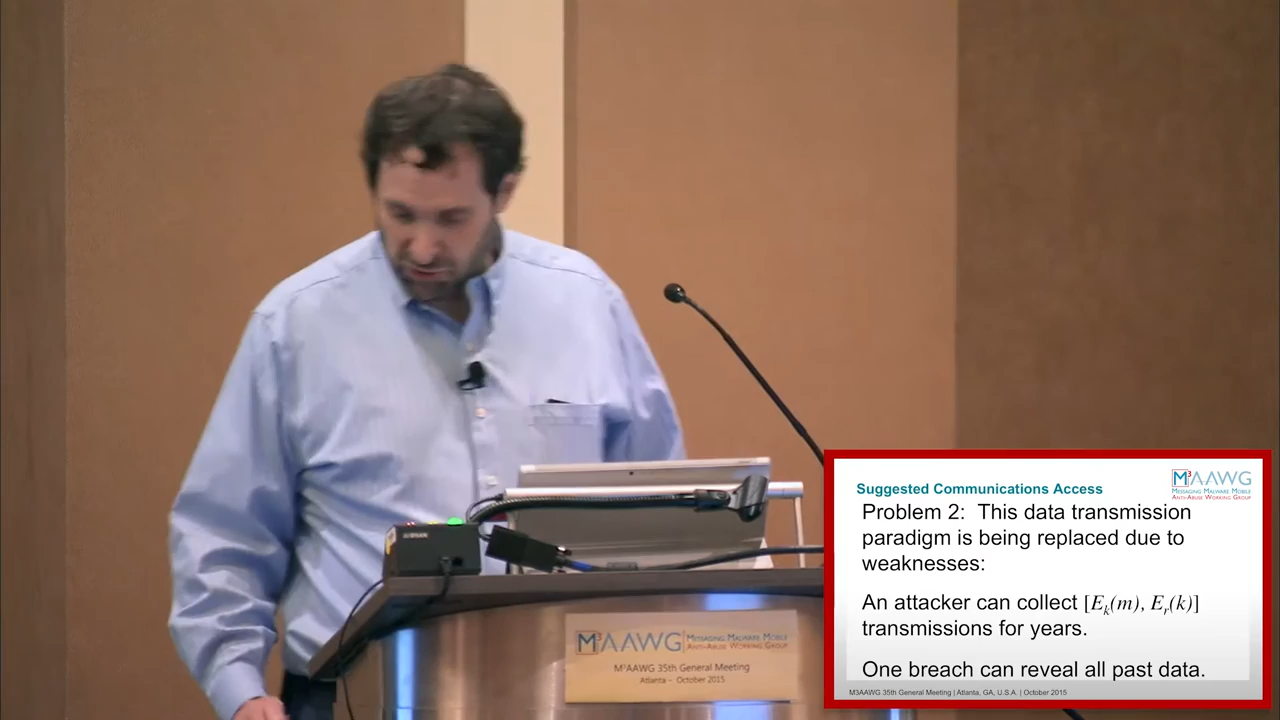 M³AAWG
MESSAGING MALWARE MOBILE
ANTI-ABUSE WORKING GROUP
Suggested Communications Access
Problem 2: This data transmission
paradigm is being replaced due to
weaknesses:
An attacker can collect [Eₖ(m), Eᵣ(k)]
transmissions for years.
One breach can reveal all past data.
M3AAWG 35th General Meeting | Atlanta, GA, U.S.A. | October 2015
M³AAWG
MESSAGING MALWARE MOBILE
ANTI-ABUSE WORKING GROUP
M³AAWG 35th General Meeting
Atlanta – October 2015